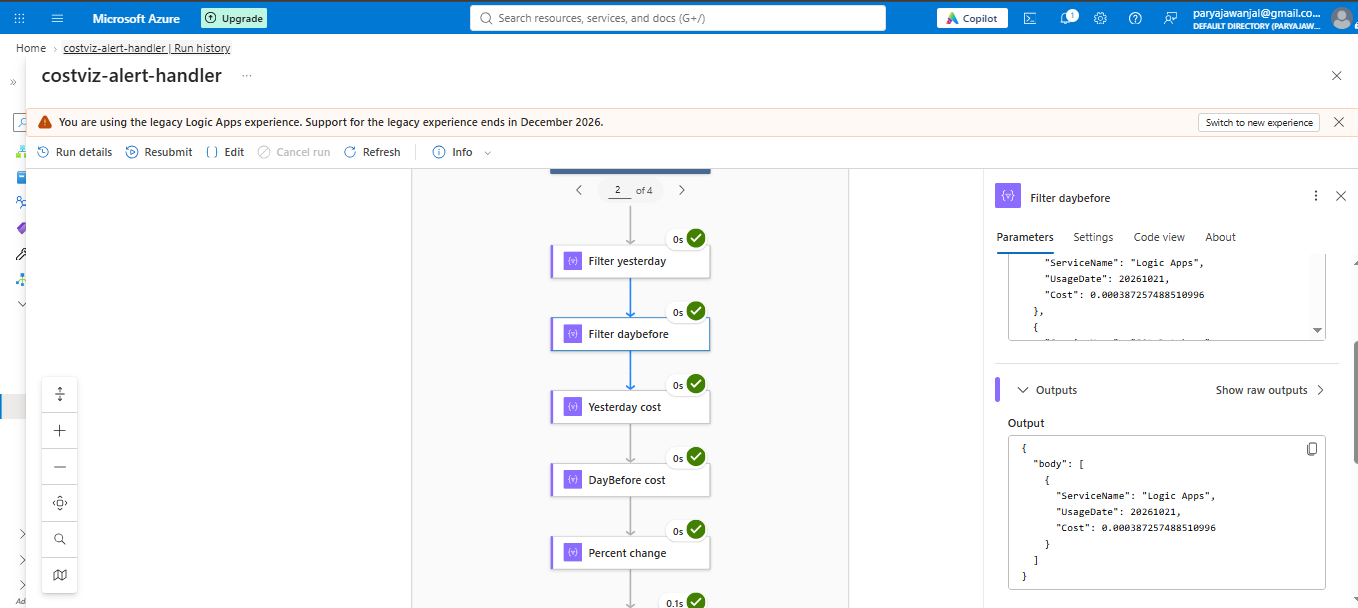 Microsoft Azure
Upgrade
Search resources, services, and docs (G+/)
Copilot
1
paryajawanjal@gmail.co...
DEFAULT DIRECTORY (PARYAJAW...
Home > costviz-alert-handler | Run history
costviz-alert-handler ...
You are using the legacy Logic Apps experience. Support for the legacy experience ends in December 2026.
Switch to new experience
Run details
Resubmit
Edit
Cancel run
Refresh
Info
2 of 4
0s
Filter yesterday
0s
Filter daybefore
0s
Yesterday cost
0s
DayBefore cost
0s
Percent change
0.1s
Ad
Filter daybefore
Parameters
Settings
Code view
About
"ServiceName": "Logic Apps",
"UsageDate": 20261021,
"Cost": 0.000387257488510996
},
{
Outputs
Show raw outputs
Output
{
"body": [
{
"ServiceName": "Logic Apps",
"UsageDate": 20261021,
"Cost": 0.000387257488510996
}
]
}